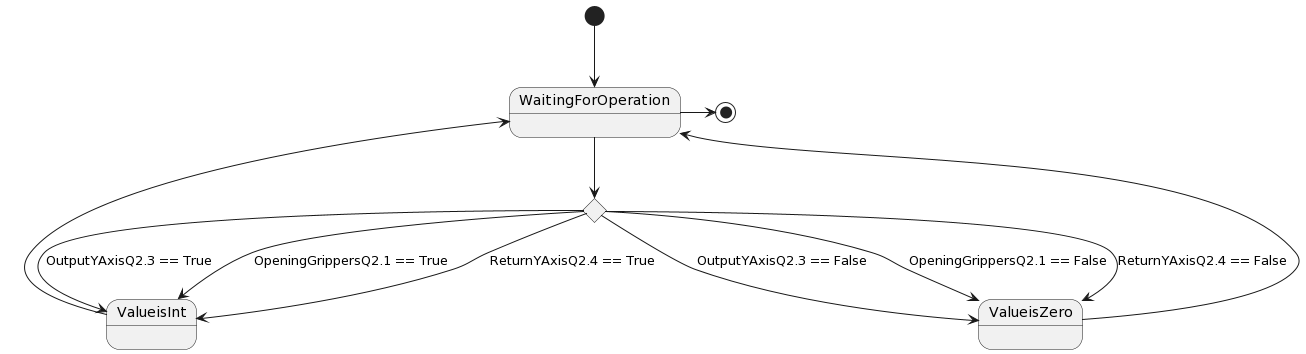 WaitingForOperation
OutputYAxisQ2.3 == True
OpeningGrippersQ2.1 == True
ReturnYAxisQ2.4 == True
OutputYAxisQ2.3 == False
OpeningGrippersQ2.1 == False
ReturnYAxisQ2.4 == False
ValueisInt
ValueisZero